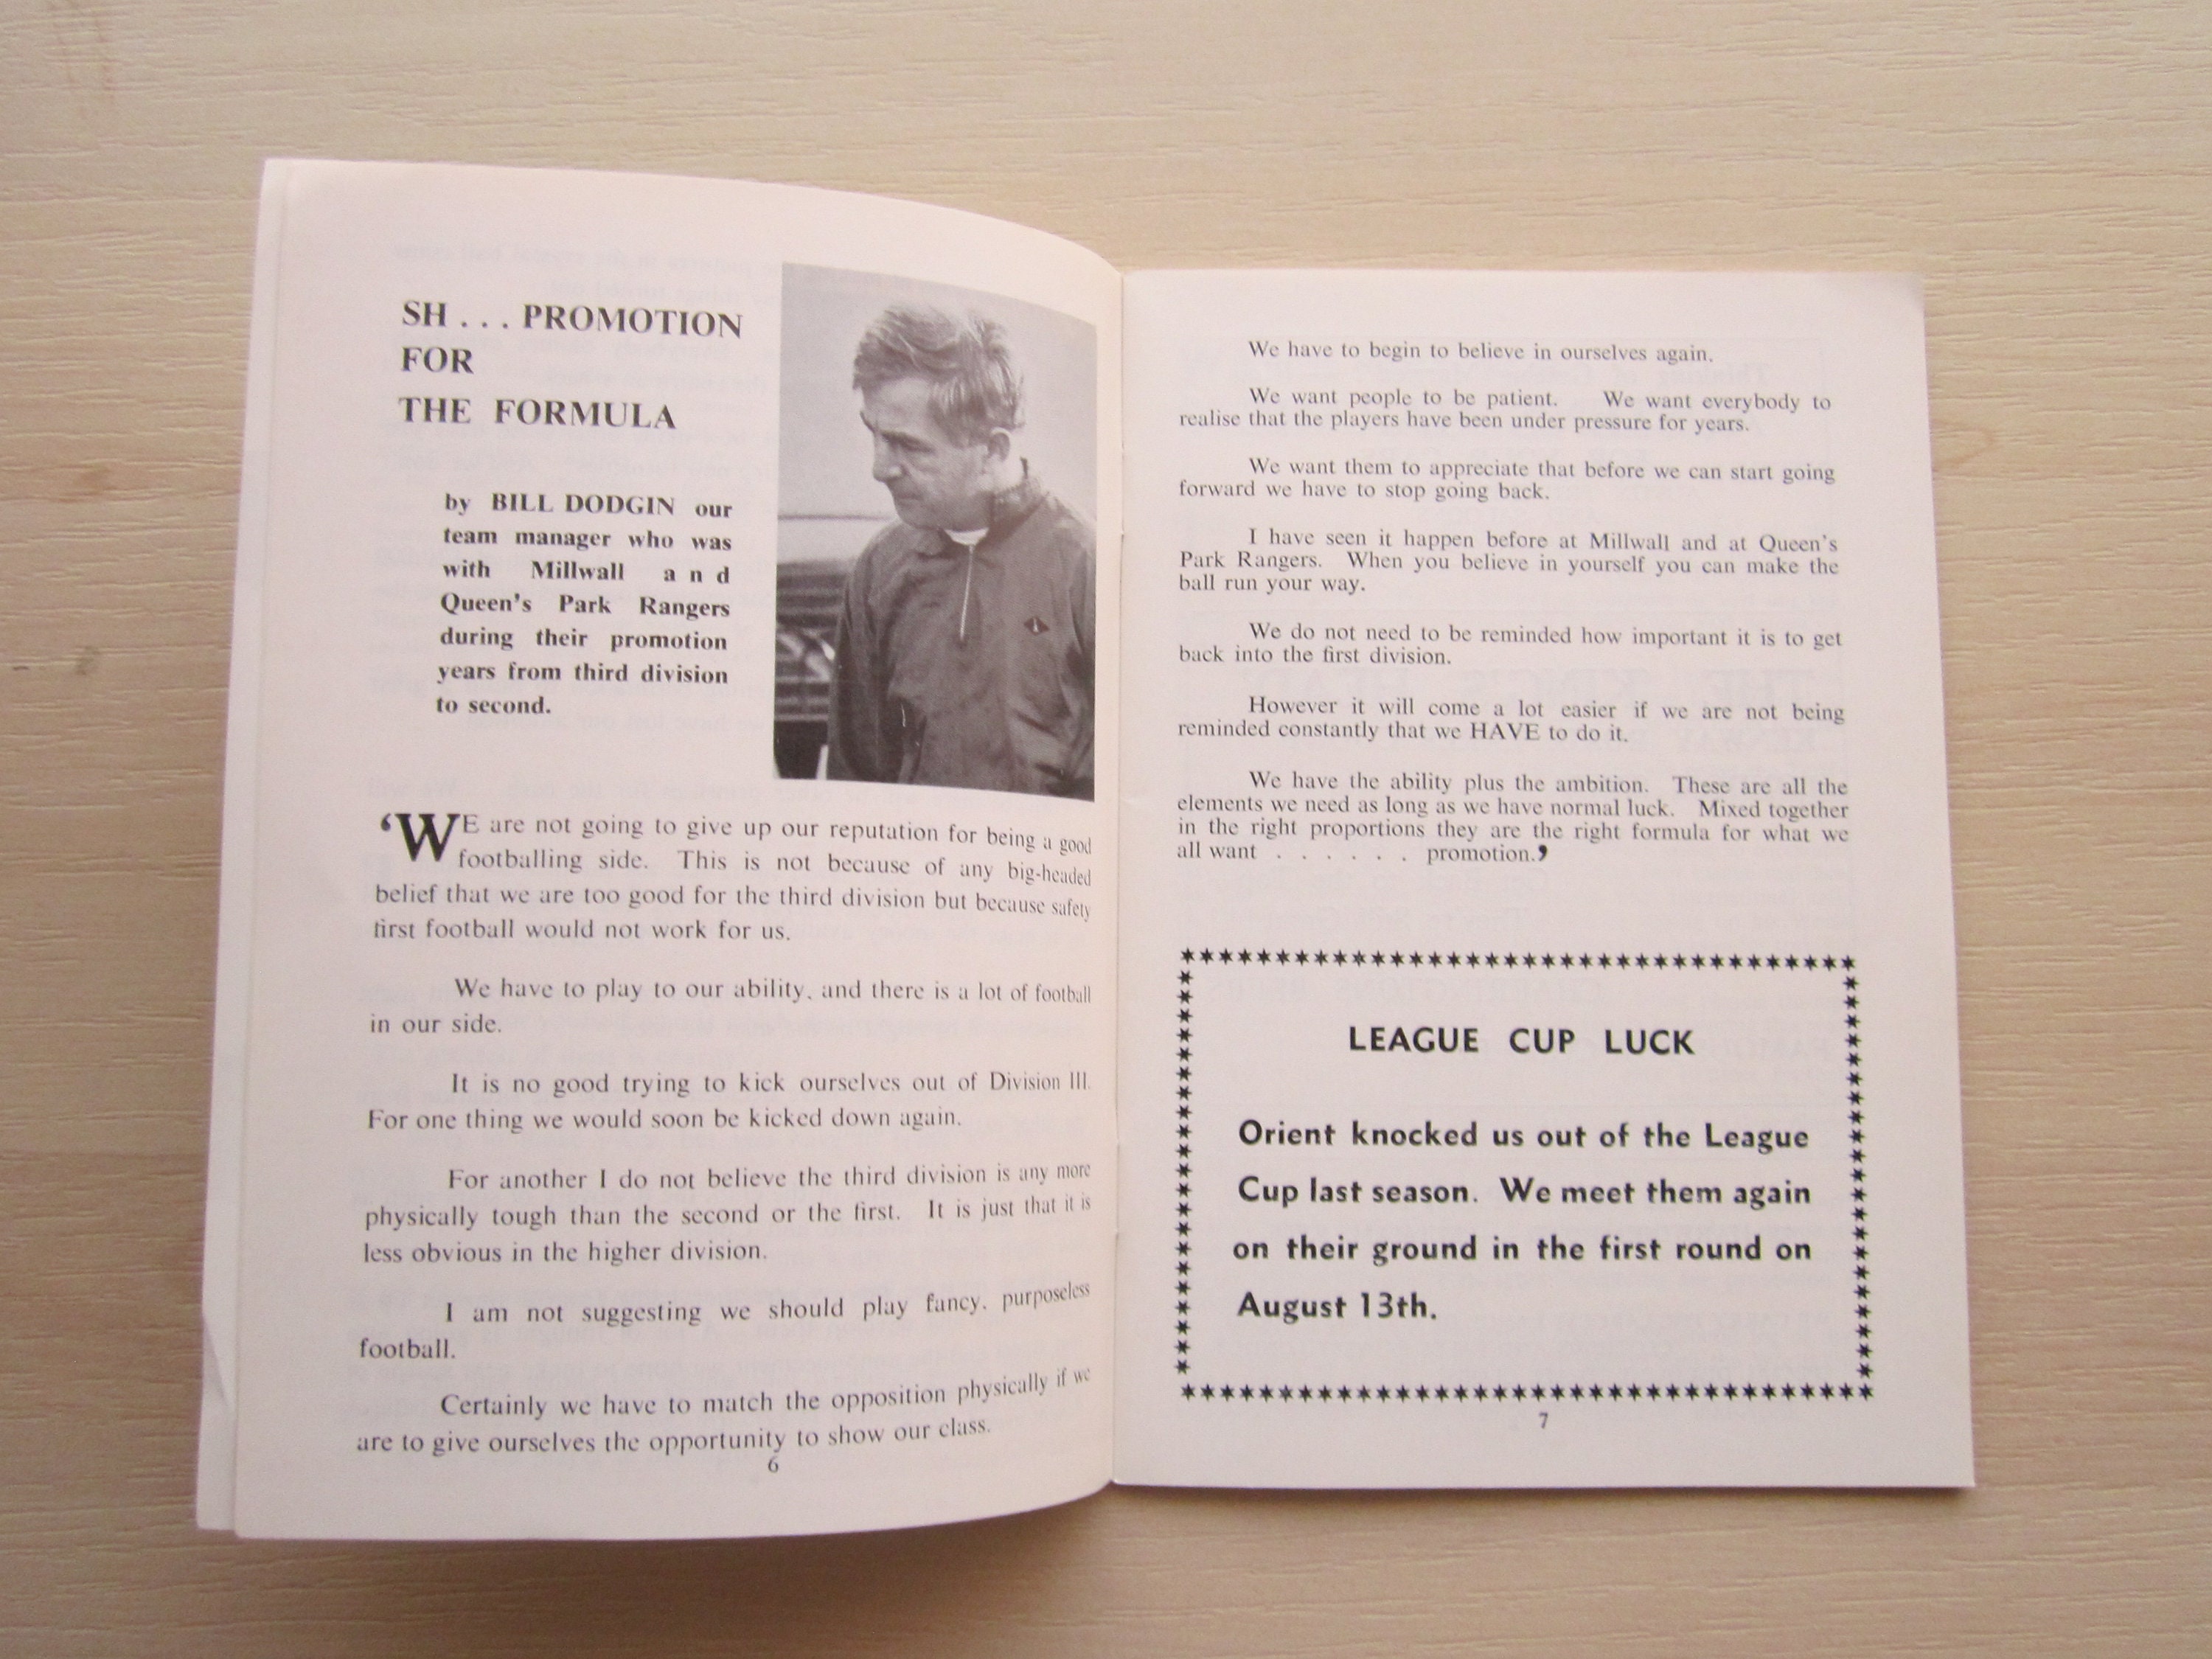 SH . . . PROMOTION
FOR
THE FORMULA
by BILL DODGIN our
team manager who was
with Millwall a n d
Queen's Park Rangers
during their promotion
years from third division
to second.
‘WE are not going to give up our reputation for being a good
footballing side. This is not because of any big-headed
belief that we are too good for the third division but because safety
first football would not work for us.
We have to play to our ability, and there is a lot of football
in our side.
It is no good trying to kick ourselves out of Division III.
For one thing we would soon be kicked down again.
For another I do not believe the third division is any more
physically tough than the second or the first. It is just that it is
less obvious in the higher division.
I am not suggesting we should play fancy, purposeless
football.
Certainly we have to match the opposition physically if we
are to give ourselves the opportunity to show our class.
6
We have to begin to believe in ourselves again.
We want people to be patient. We want everybody to
realise that the players have been under pressure for years.
We want them to appreciate that before we can start going
forward we have to stop going back.
I have seen it happen before at Millwall and at Queen's
Park Rangers. When you believe in yourself you can make the
ball run your way.
We do not need to be reminded how important it is to get
back into the first division.
However it will come a lot easier if we are not being
reminded constantly that we HAVE to do it.
We have the ability plus the ambition. These are all the
elements we need as long as we have normal luck. Mixed together
in the right proportions they are the right formula for what we
all want . . . . . . promotion.’
LEAGUE CUP LUCK
Orient knocked us out of the League
Cup last season. We meet them again
on their ground in the first round on
August 13th.
7